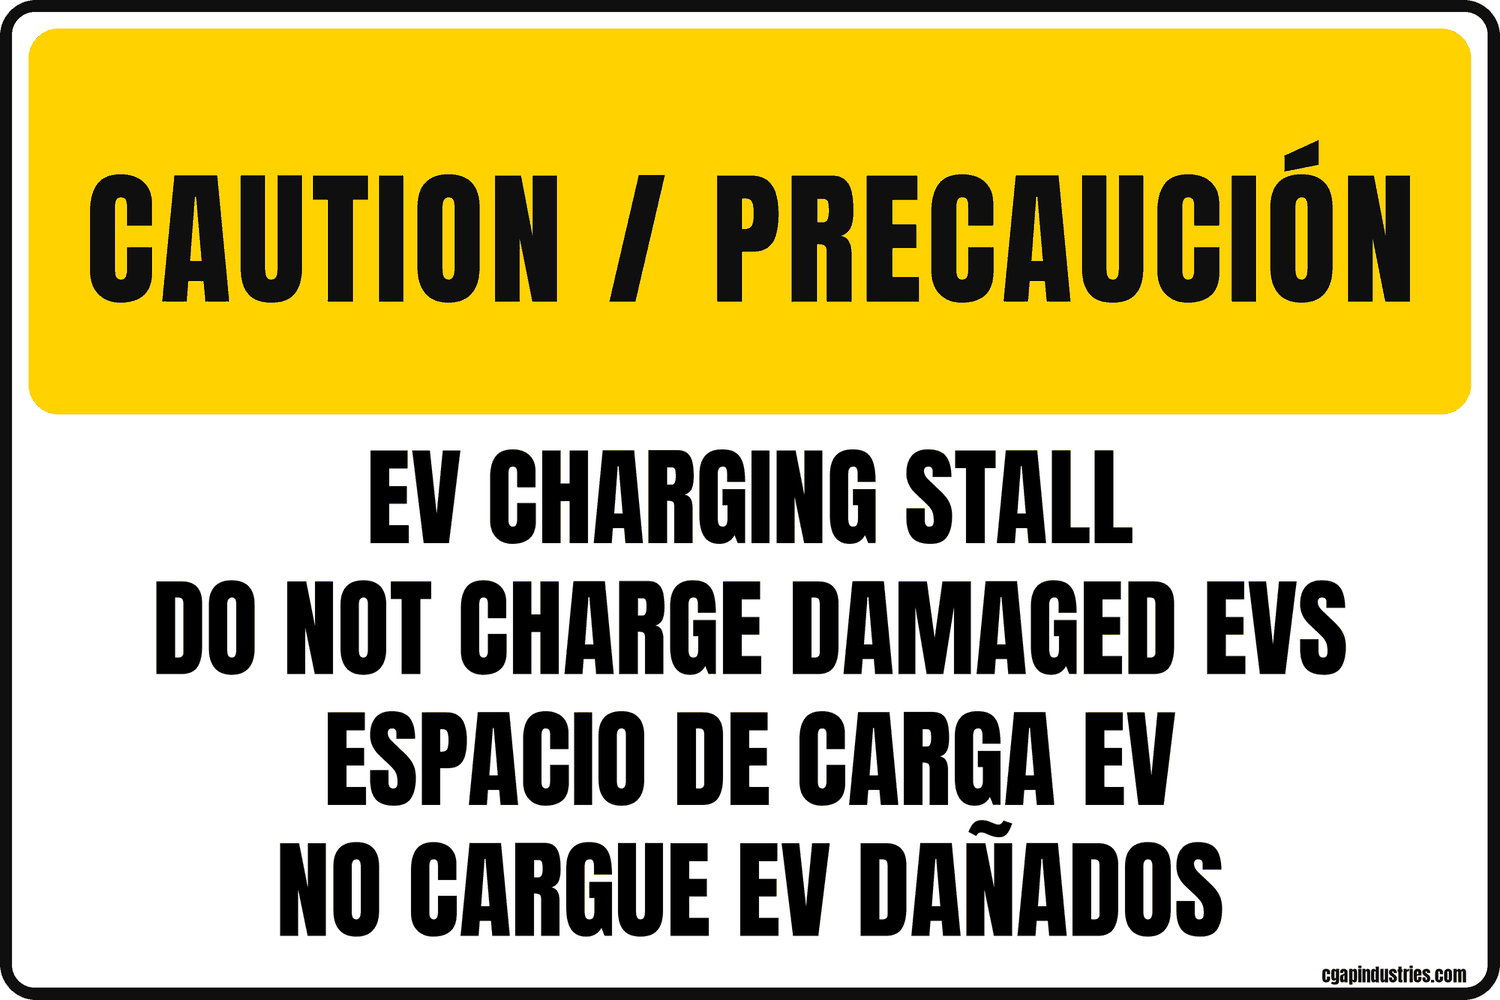 CAUTION / PRECAUCIÓN
EV CHARGING STALL
DO NOT CHARGE DAMAGED EVS
ESPACIO DE CARGA EV
NO CARGUE EV DAÑADOS
cgapindustries.com